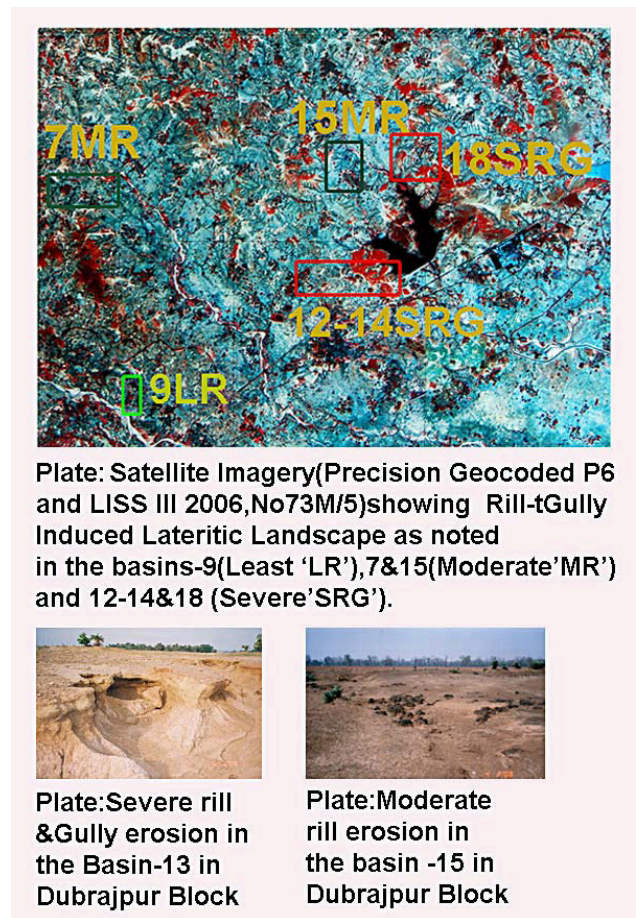 15MR
7MR
18SRG
12-14SRG
9LR
Plate: Satellite Imagery(Precision Geocoded P6
and LISS III 2006,No73M/5)showing Rill-tGully
Induced Lateritic Landscape as noted
in the basins-9(Least ‘LR’),7&15(Moderate’MR’)
and 12-14&18 (Severe’SRG’).
Plate:Severe rill
&Gully erosion in
the Basin-13 in
Dubrajpur Block
Plate:Moderate
rill erosion in
the basin -15 in
Dubrajpur Block